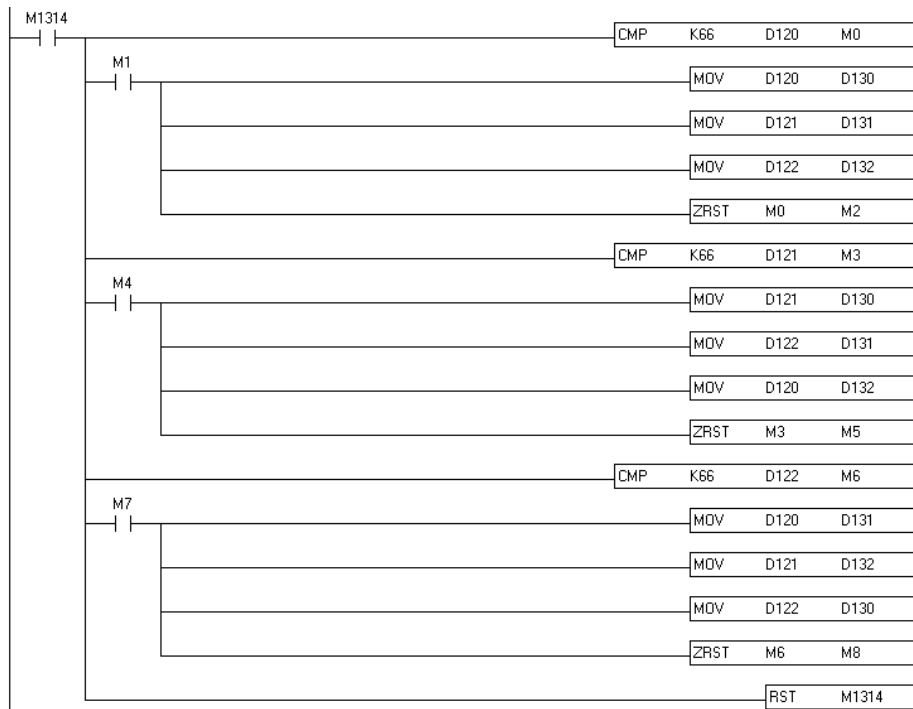 M1314
CMP K66 D120 M0
M1
MOV D120 D130
MOV D121 D131
MOV D122 D132
ZRST M0 M2
CMP K66 D121 M3
M4
MOV D121 D130
MOV D122 D131
MOV D120 D132
ZRST M3 M5
CMP K66 D122 M6
M7
MOV D120 D131
MOV D121 D132
MOV D122 D130
ZRST M6 M8
RST M1314